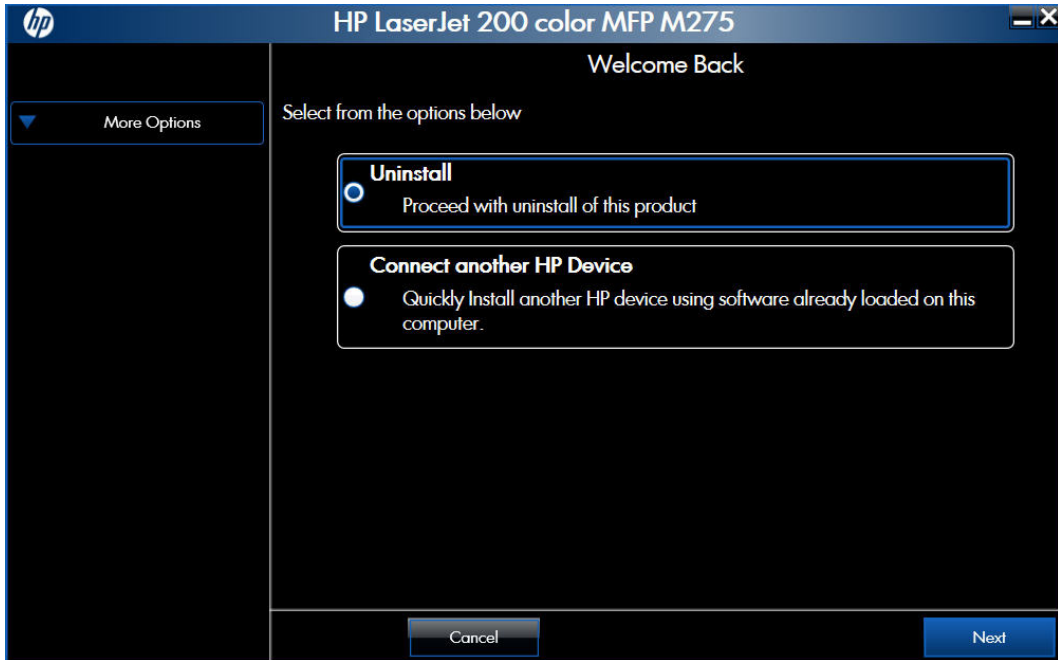 hp
HP LaserJet 200 color MFP M275
Welcome Back
More Options
Select from the options below
Uninstall
Proceed with uninstall of this product
Connect another HP Device
Quickly Install another HP device using software already loaded on this
computer.
Cancel
Next